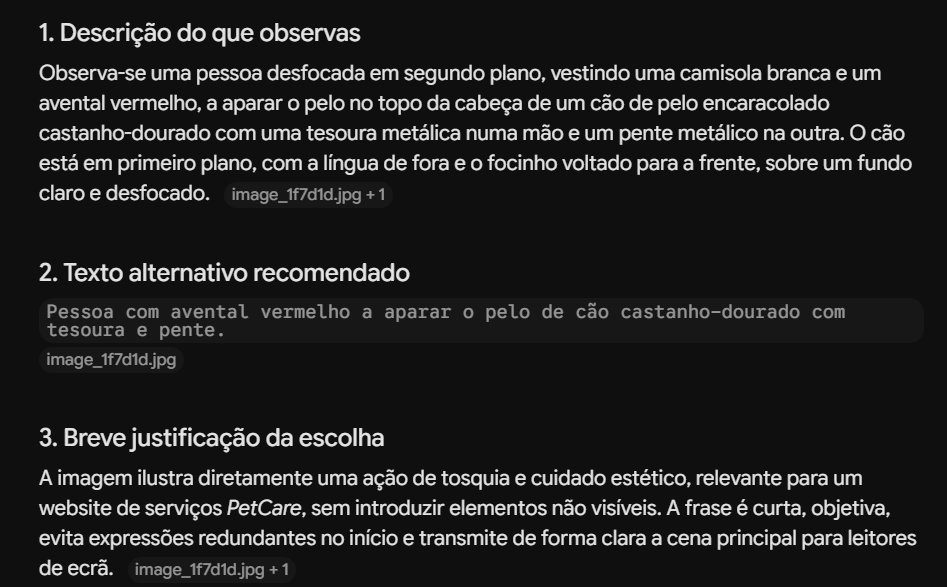 1. Descrição do que observas
Observa-se uma pessoa desfocada em segundo plano, vestindo uma camisola branca e um
avental vermelho, a aparar o pelo no topo da cabeça de um cão de pelo encaracolado
castanho-dourado com uma tesoura metálica numa mão e um pente metálico na outra. O cão
está em primeiro plano, com a língua de fora e o focinho voltado para a frente, sobre um fundo
claro e desfocado. image_1f7d1d.jpg + 1
2. Texto alternativo recomendado
Pessoa com avental vermelho a aparar o pelo de cão castanho-dourado com
tesoura e pente.
image_1f7d1d.jpg
3. Breve justificação da escolha
A imagem ilustra diretamente uma ação de tosquia e cuidado estético, relevante para um
website de serviços PetCare, sem introduzir elementos não visíveis. A frase é curta, objetiva,
evita expressões redundantes no início e transmite de forma clara a cena principal para leitores
de ecrã. image_1f7d1d.jpg + 1